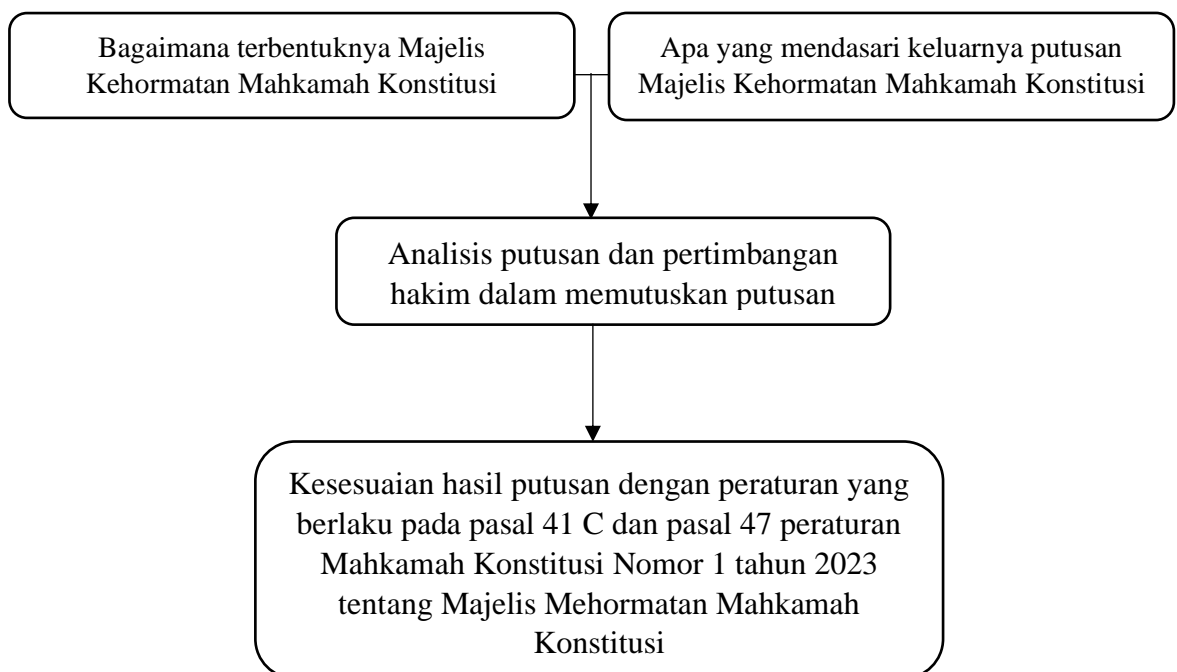 Bagaimana terbentuknya Majelis
Kehormatan Mahkamah Konstitusi
Apa yang mendasari keluarnya putusan
Majelis Kehormatan Mahkamah Konstitusi
Analisis putusan dan pertimbangan
hakim dalam memutuskan putusan
Kesesuaian hasil putusan dengan peraturan yang
berlaku pada pasal 41 C dan pasal 47 peraturan
Mahkamah Konstitusi Nomor 1 tahun 2023
tentang Majelis Mehormatan Mahkamah
Konstitusi